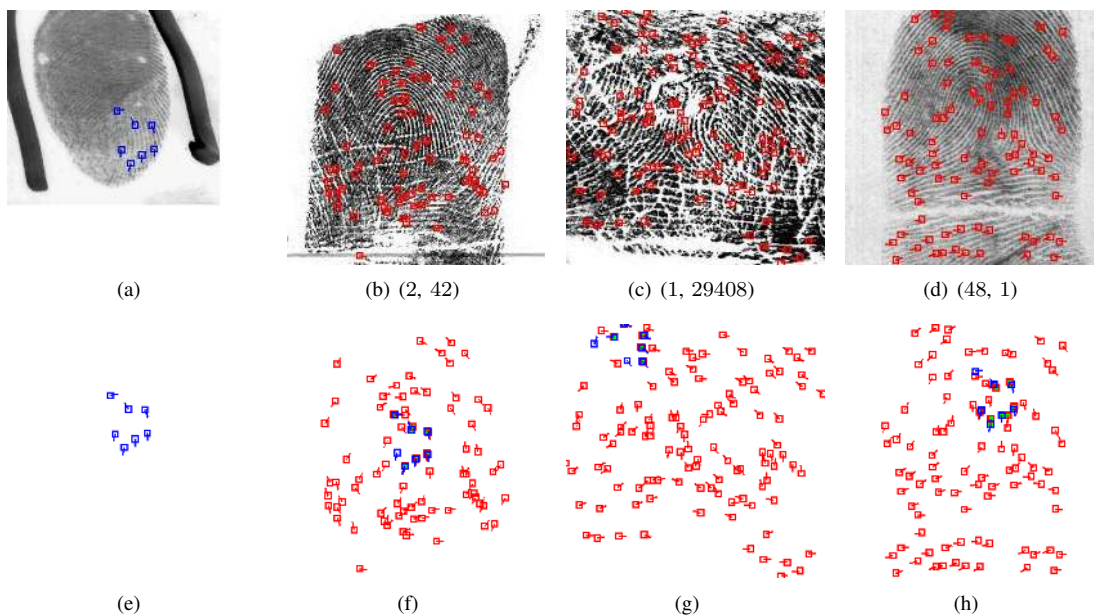 (a)
(b) (2, 42)
(c) (1, 29408)
(d) (48, 1)
(e)
(f)
(g)
(h)